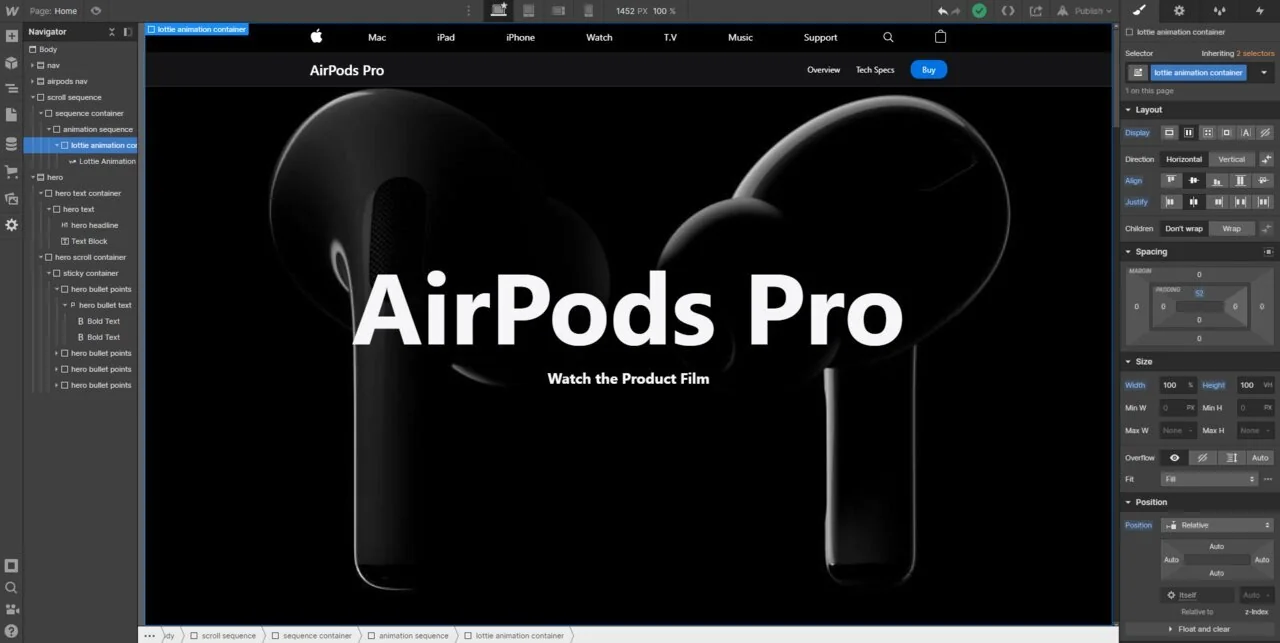 Page: Home
1452 PX 100 %
Publish
Navigator
Body
nav
airpods nav
scroll sequence
sequence container
animation sequence
lottie animation con
Lottie Animation
hero
hero text container
hero text
H1 hero headline
Text Block
hero scroll container
sticky container
hero bullet points
P hero bullet text
B Bold Text
B Bold Text
hero bullet points
hero bullet points
hero bullet points
lottie animation container
Mac iPad iPhone Watch T.V Music Support
AirPods Pro
Overview Tech Specs Buy
AirPods Pro
Watch the Product Film
dy scroll sequence sequence container animation sequence lottie animation container
lottie animation container
Selector Inheriting 2 selectors
lottie animation container
1 on this page
Layout
Display
Direction Horizontal Vertical
Align
Justify
Children Don't wrap Wrap
Spacing
MARGIN
0
PADDING
52
0 0 0 0
0
0
Size
Width 100 % Height 100 VH
Min W 0 PX Min H 0 PX
Max W None - Max H None -
Overflow Auto
Fit Fill
Position
Position Relative
Auto
Auto Auto
Auto
Itself Auto
Relative to z-Index
Float and clear